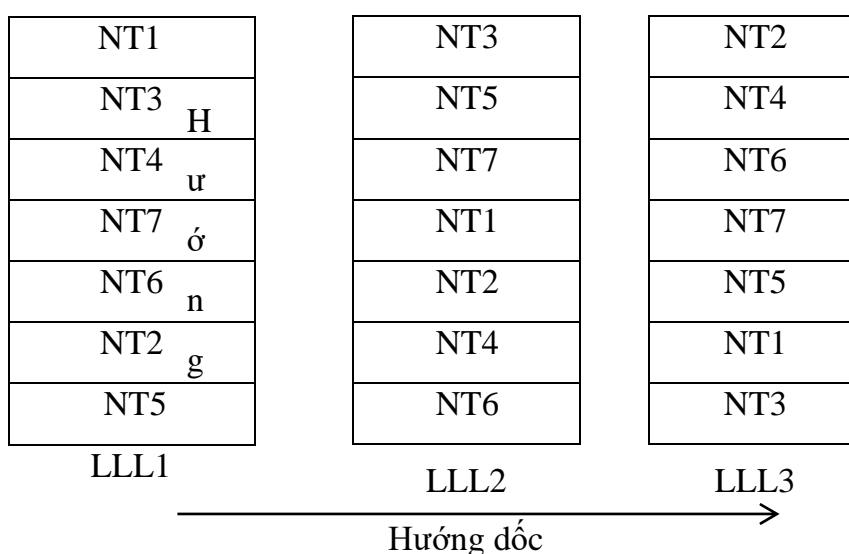 NT1 NT3 NT2
NT3 H NT5 NT4
NT4 ư NT7 NT6
NT7 ớ NT1 NT7
NT6 n NT2 NT5
NT2 g NT4 NT1
NT5 NT6 NT3
LLL1 LLL2 LLL3
Hướng dốc